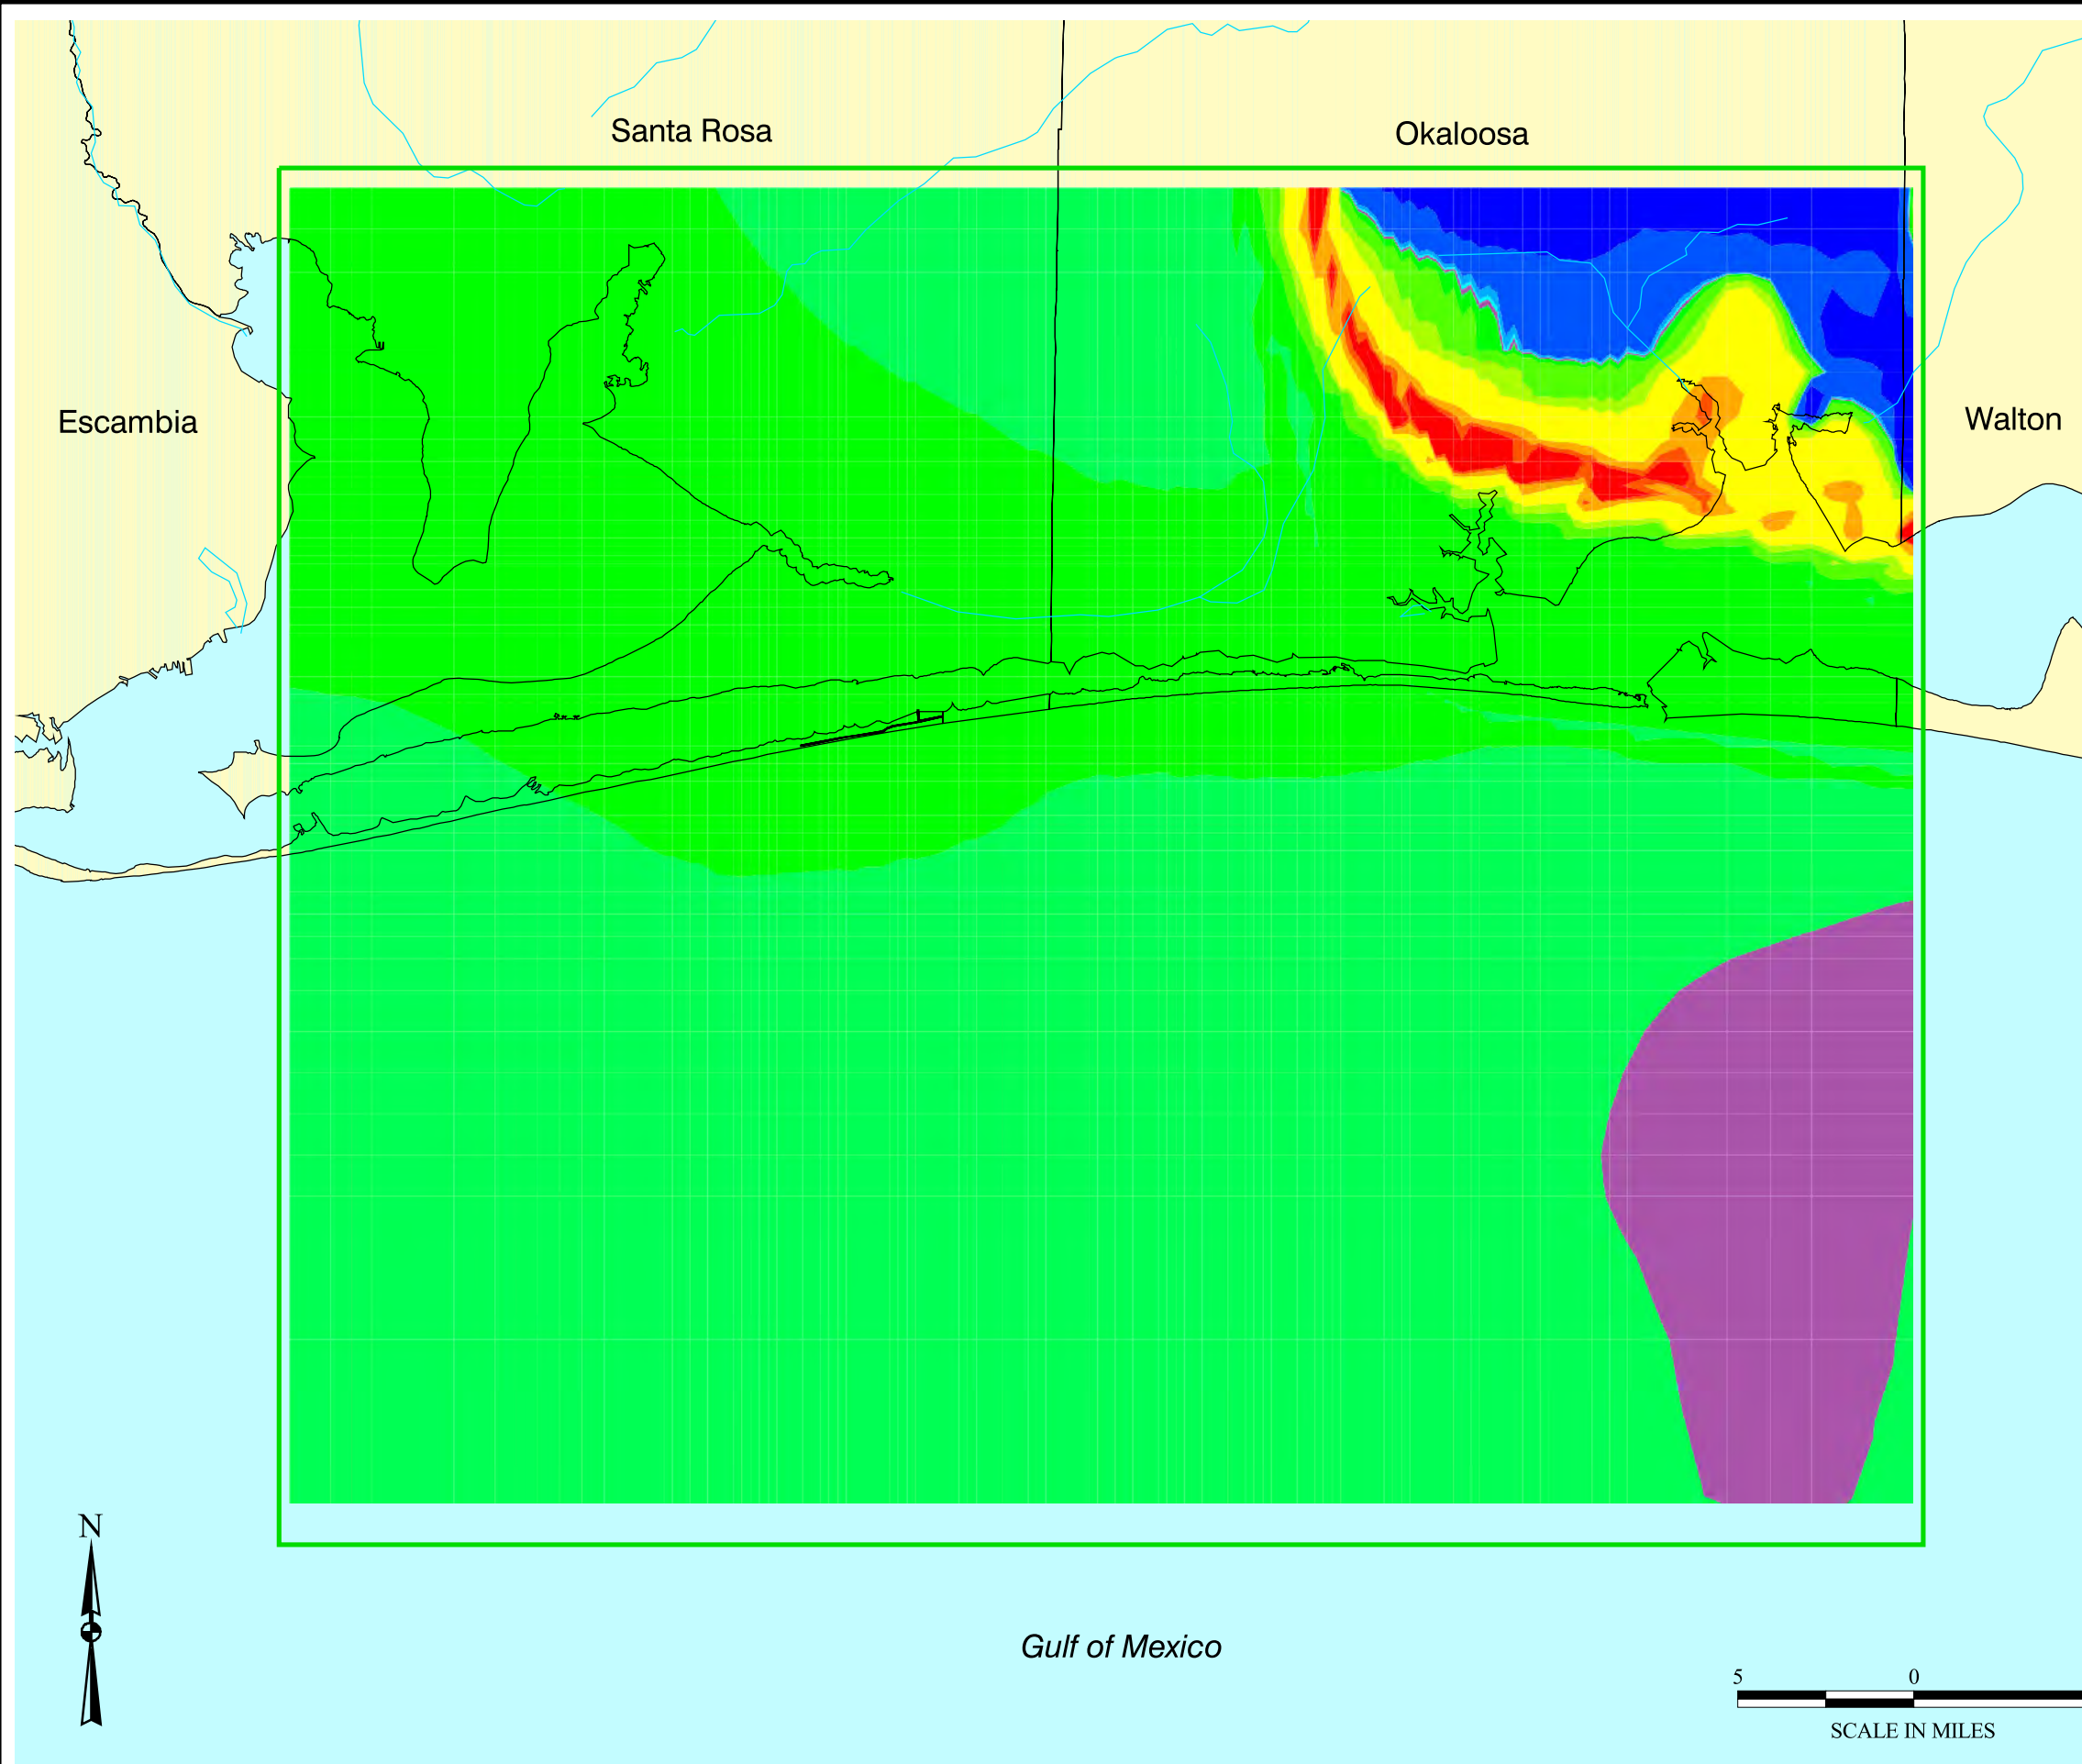 Santa Rosa
Okaloosa
Escambia
Walton
N
Gulf of Mexico
5 0
SCALE IN MILES